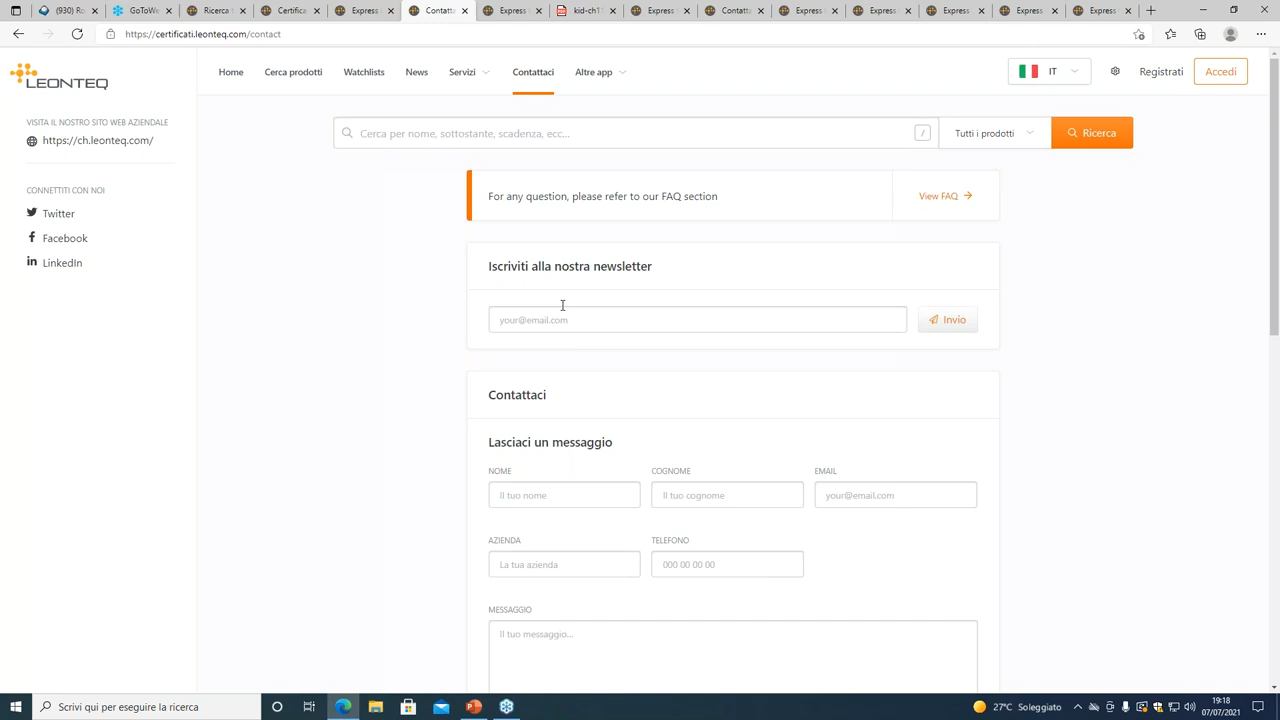 (930) Ro
GoToWe
Ricerca
Certifica
Express
Contatta
Express
kid-c1f
Express
Contatta
Express
Express
Express
Express
https://certificati.leonteq.com/contact
LEONTEQ
Home
Cerca prodotti
Watchlists
News
Servizi
Contattaci
Altre app
IT
Registrati
Accedi
VISITA IL NOSTRO SITO WEB AZIENDALE
https://ch.leonteq.com/
CONNETTITI CON NOI
Twitter
Facebook
LinkedIn
Cerca per nome, sottostante, scadenza, ecc...
/
Tutti i prodotti
Ricerca
For any question, please refer to our FAQ section
View FAQ
Iscriviti alla nostra newsletter
your@email.com
Invio
Contattaci
Lasciaci un messaggio
NOME
COGNOME
EMAIL
Il tuo nome
Il tuo cognome
your@email.com
AZIENDA
TELEFONO
La tua azienda
000 00 00 00
MESSAGGIO
Il tuo messaggio...
Scrivi qui per eseguire la ricerca
27°C Soleggiato
19:18
07/07/2021